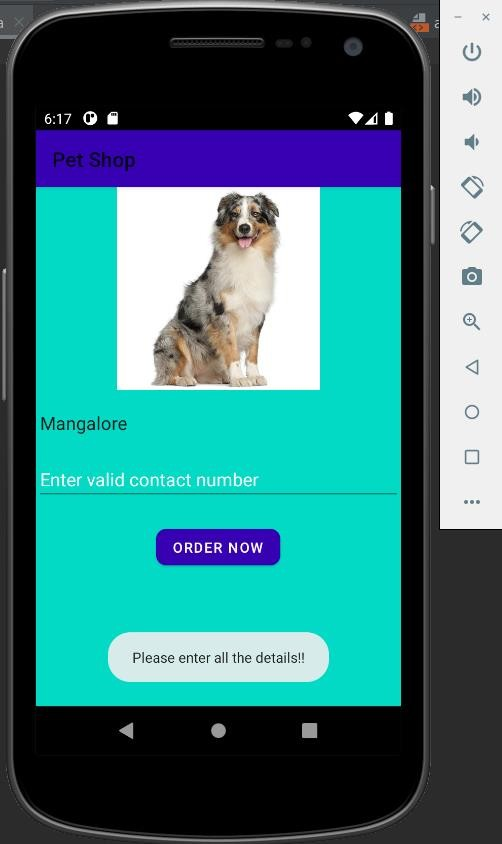 6:17
Pet Shop
Mangalore
Enter valid contact number
ORDER NOW
Please enter all the details!!